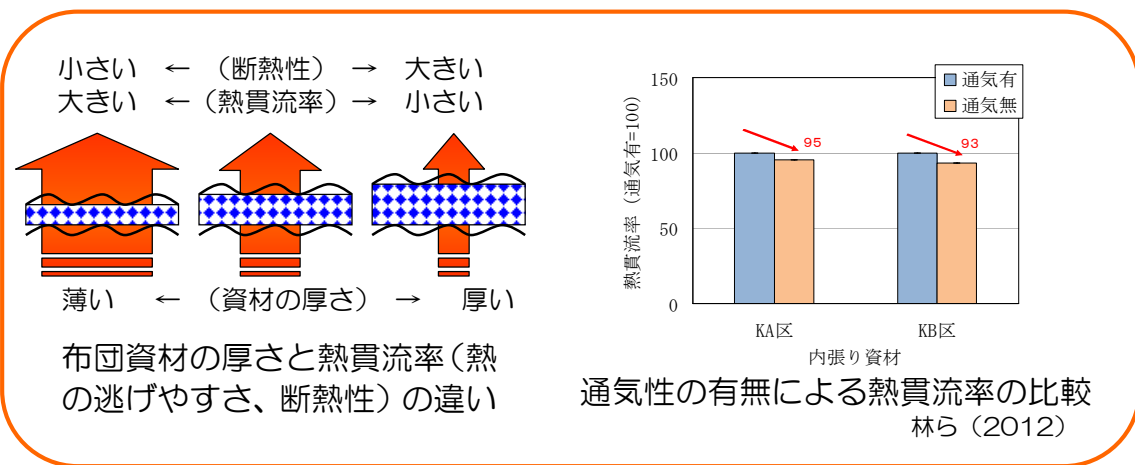 小さい ← (断熱性) → 大きい
大きい ← (熱貫流率) → 小さい
薄い ← (資材の厚さ) → 厚い
布団資材の厚さと熱貫流率(熱
の逃げやすさ、断熱性)の違い
熱貫流率 (通気有=100)
150
100
50
0
通気有
通気無
95
93
KA区
KB区
内張り資材
通気性の有無による熱貫流率の比較
林ら(2012)